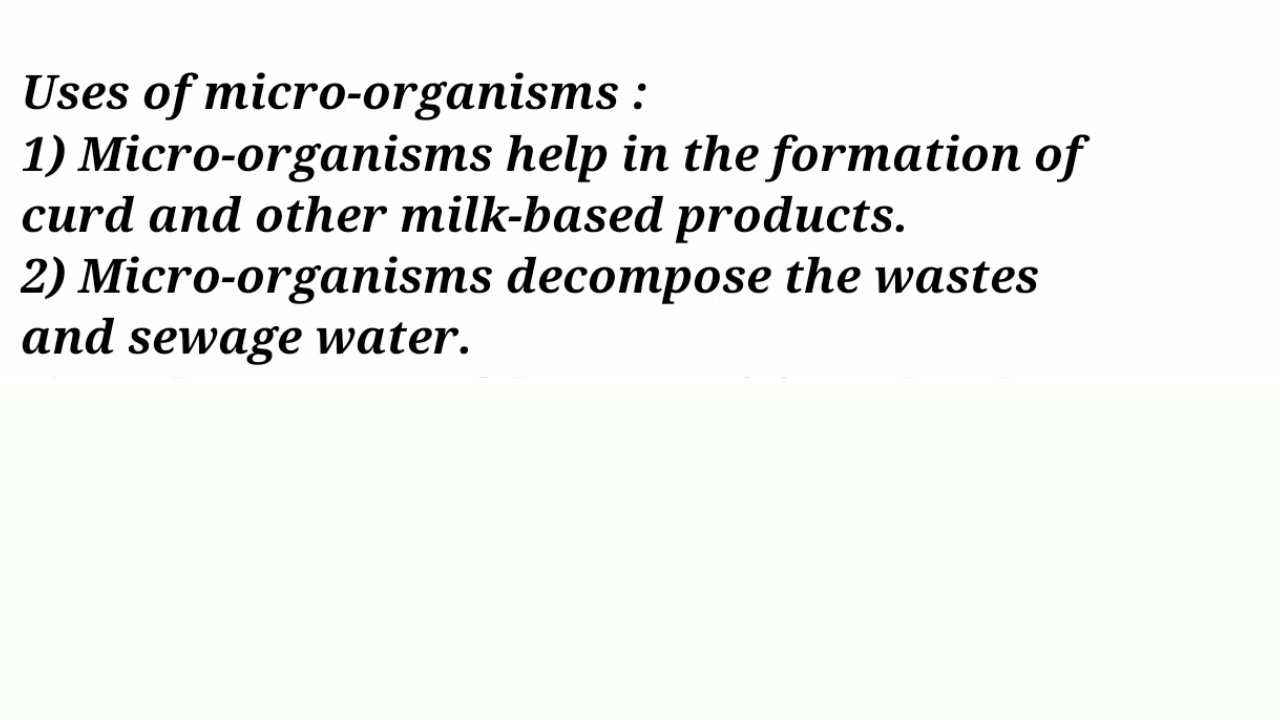 Uses of micro-organisms :
1) Micro-organisms help in the formation of
curd and other milk-based products.
2) Micro-organisms decompose the wastes
and sewage water.